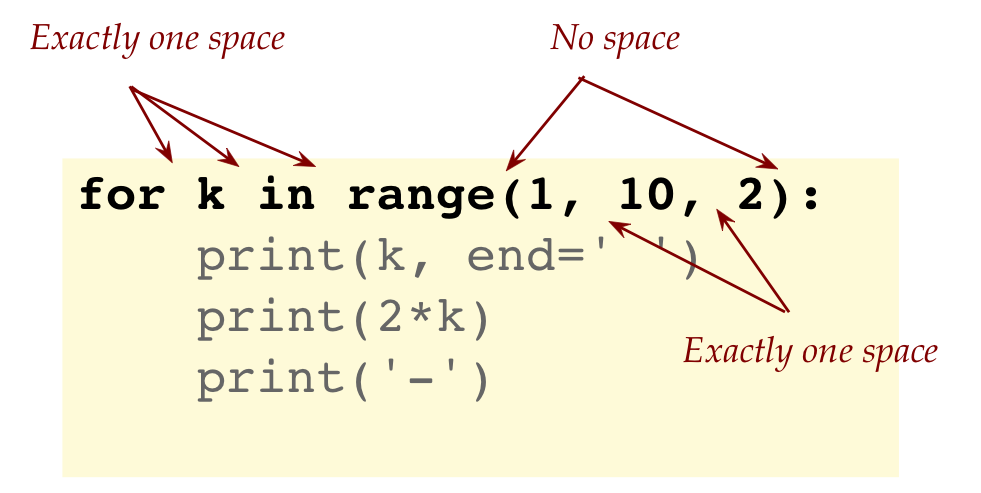 Exactly one space
No space
for k in range(1, 10, 2):
    print(k, end=' ')
    print(2*k)
Exactly one space
    print('-')